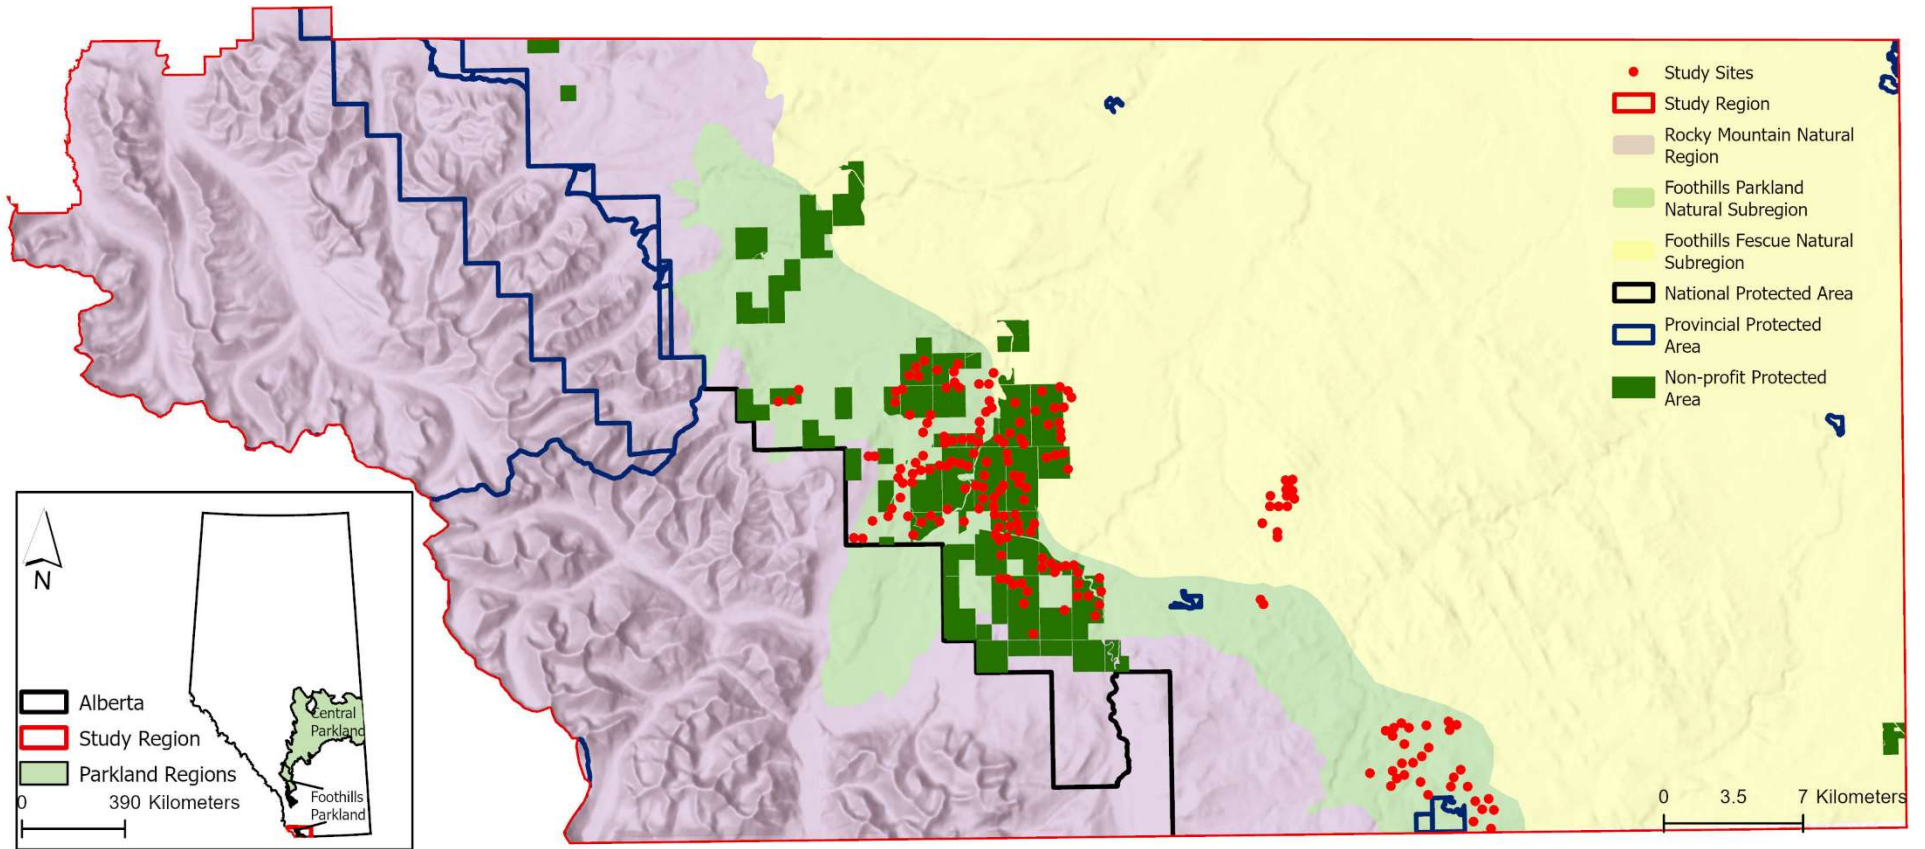 Study Sites
Study Region
Rocky Mountain Natural
Region
Foothills Parkland
Natural Subregion
Foothills Fescue Natural
Subregion
National Protected Area
Provincial Protected
Area
Non-profit Protected
Area
0 3.5 7 Kilometers
N
Alberta
Study Region
Parkland Regions
0 390 Kilometers
Central
Parkland
Foothills
Parkland